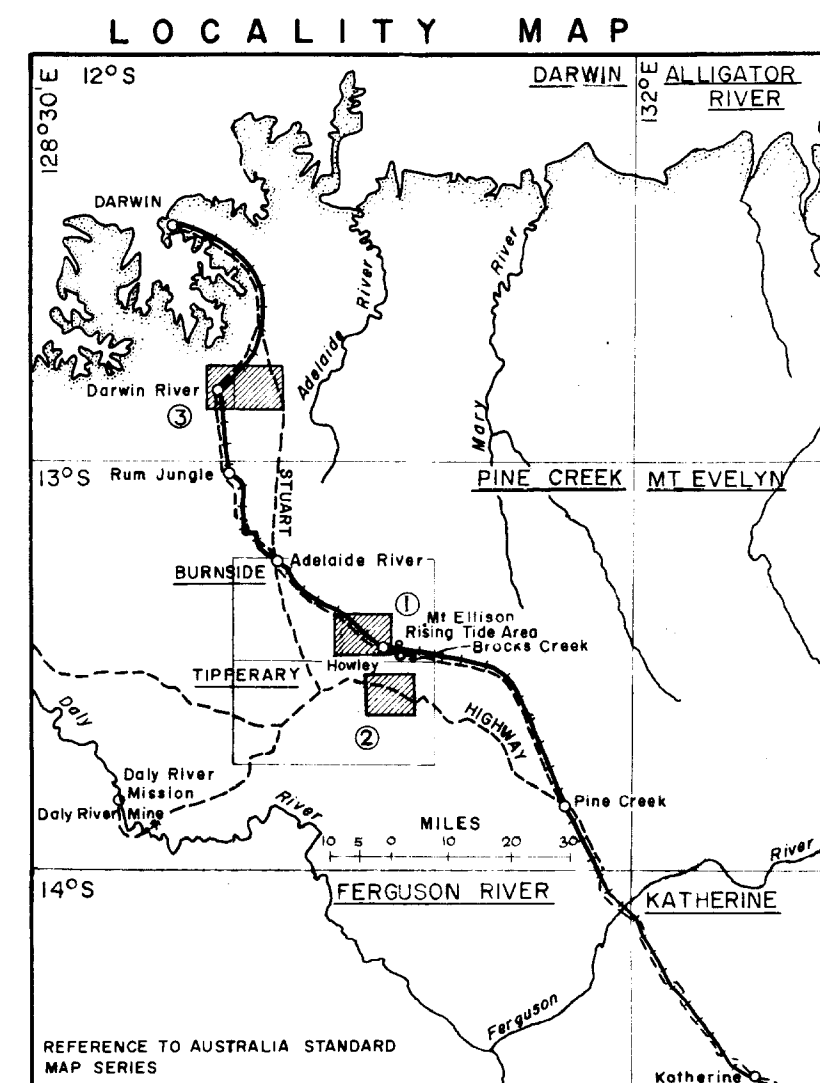 LOCALITY MAP
128°30'E
12°S
DARWIN
132°E
ALLIGATOR
RIVER
DARWIN
River
River
Adelaide
Darwin River
③
Mary
13°S
Rum Jungle
STUART
PINE CREEK
MT EVELYN
Adelaide River
BURNSIDE
①
Mt Ellison
Rising Tide Area
Brocks Creek
Howley
TIPPERARY
Daly
HIGHWAY
②
Daly River
Mission
Daly River Mine
River
Pine Creek
MILES
10 5 0 10 20 30
River
14°S
FERGUSON RIVER
KATHERINE
Ferguson
REFERENCE TO AUSTRALIA STANDARD
MAP SERIES
Katherine